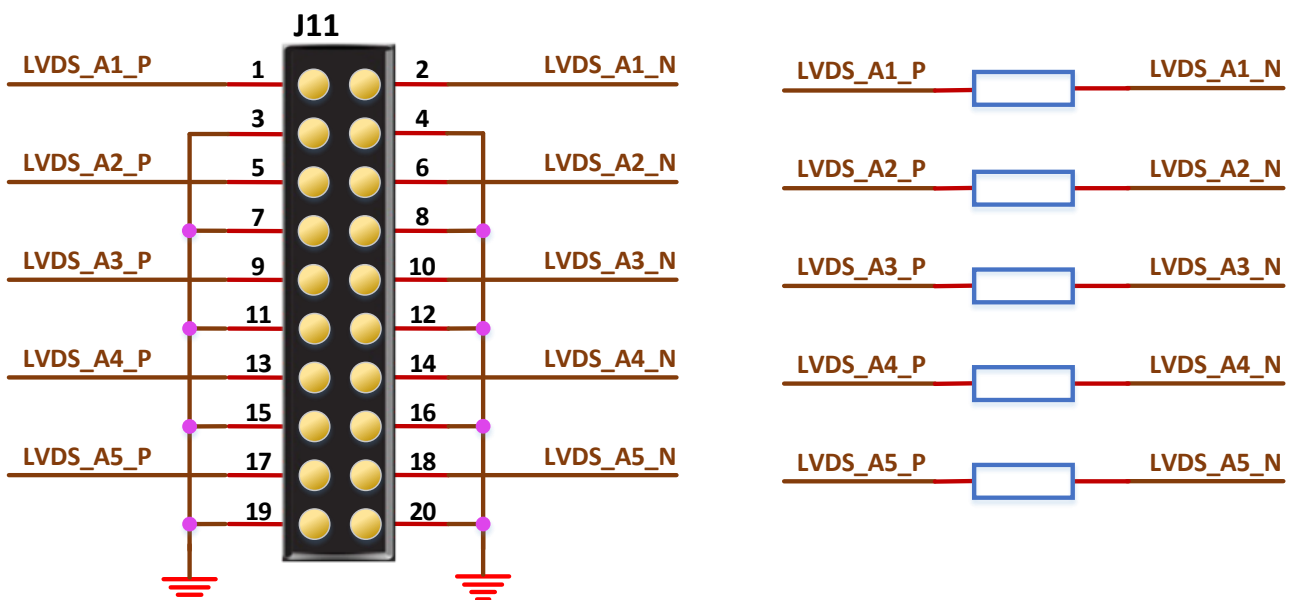 J11
LVDS_A1_P 1 2 LVDS_A1_N
3 4
LVDS_A2_P 5 6 LVDS_A2_N
7 8
LVDS_A3_P 9 10 LVDS_A3_N
11 12
LVDS_A4_P 13 14 LVDS_A4_N
15 16
LVDS_A5_P 17 18 LVDS_A5_N
19 20
LVDS_A1_P LVDS_A1_N
LVDS_A2_P LVDS_A2_N
LVDS_A3_P LVDS_A3_N
LVDS_A4_P LVDS_A4_N
LVDS_A5_P LVDS_A5_N